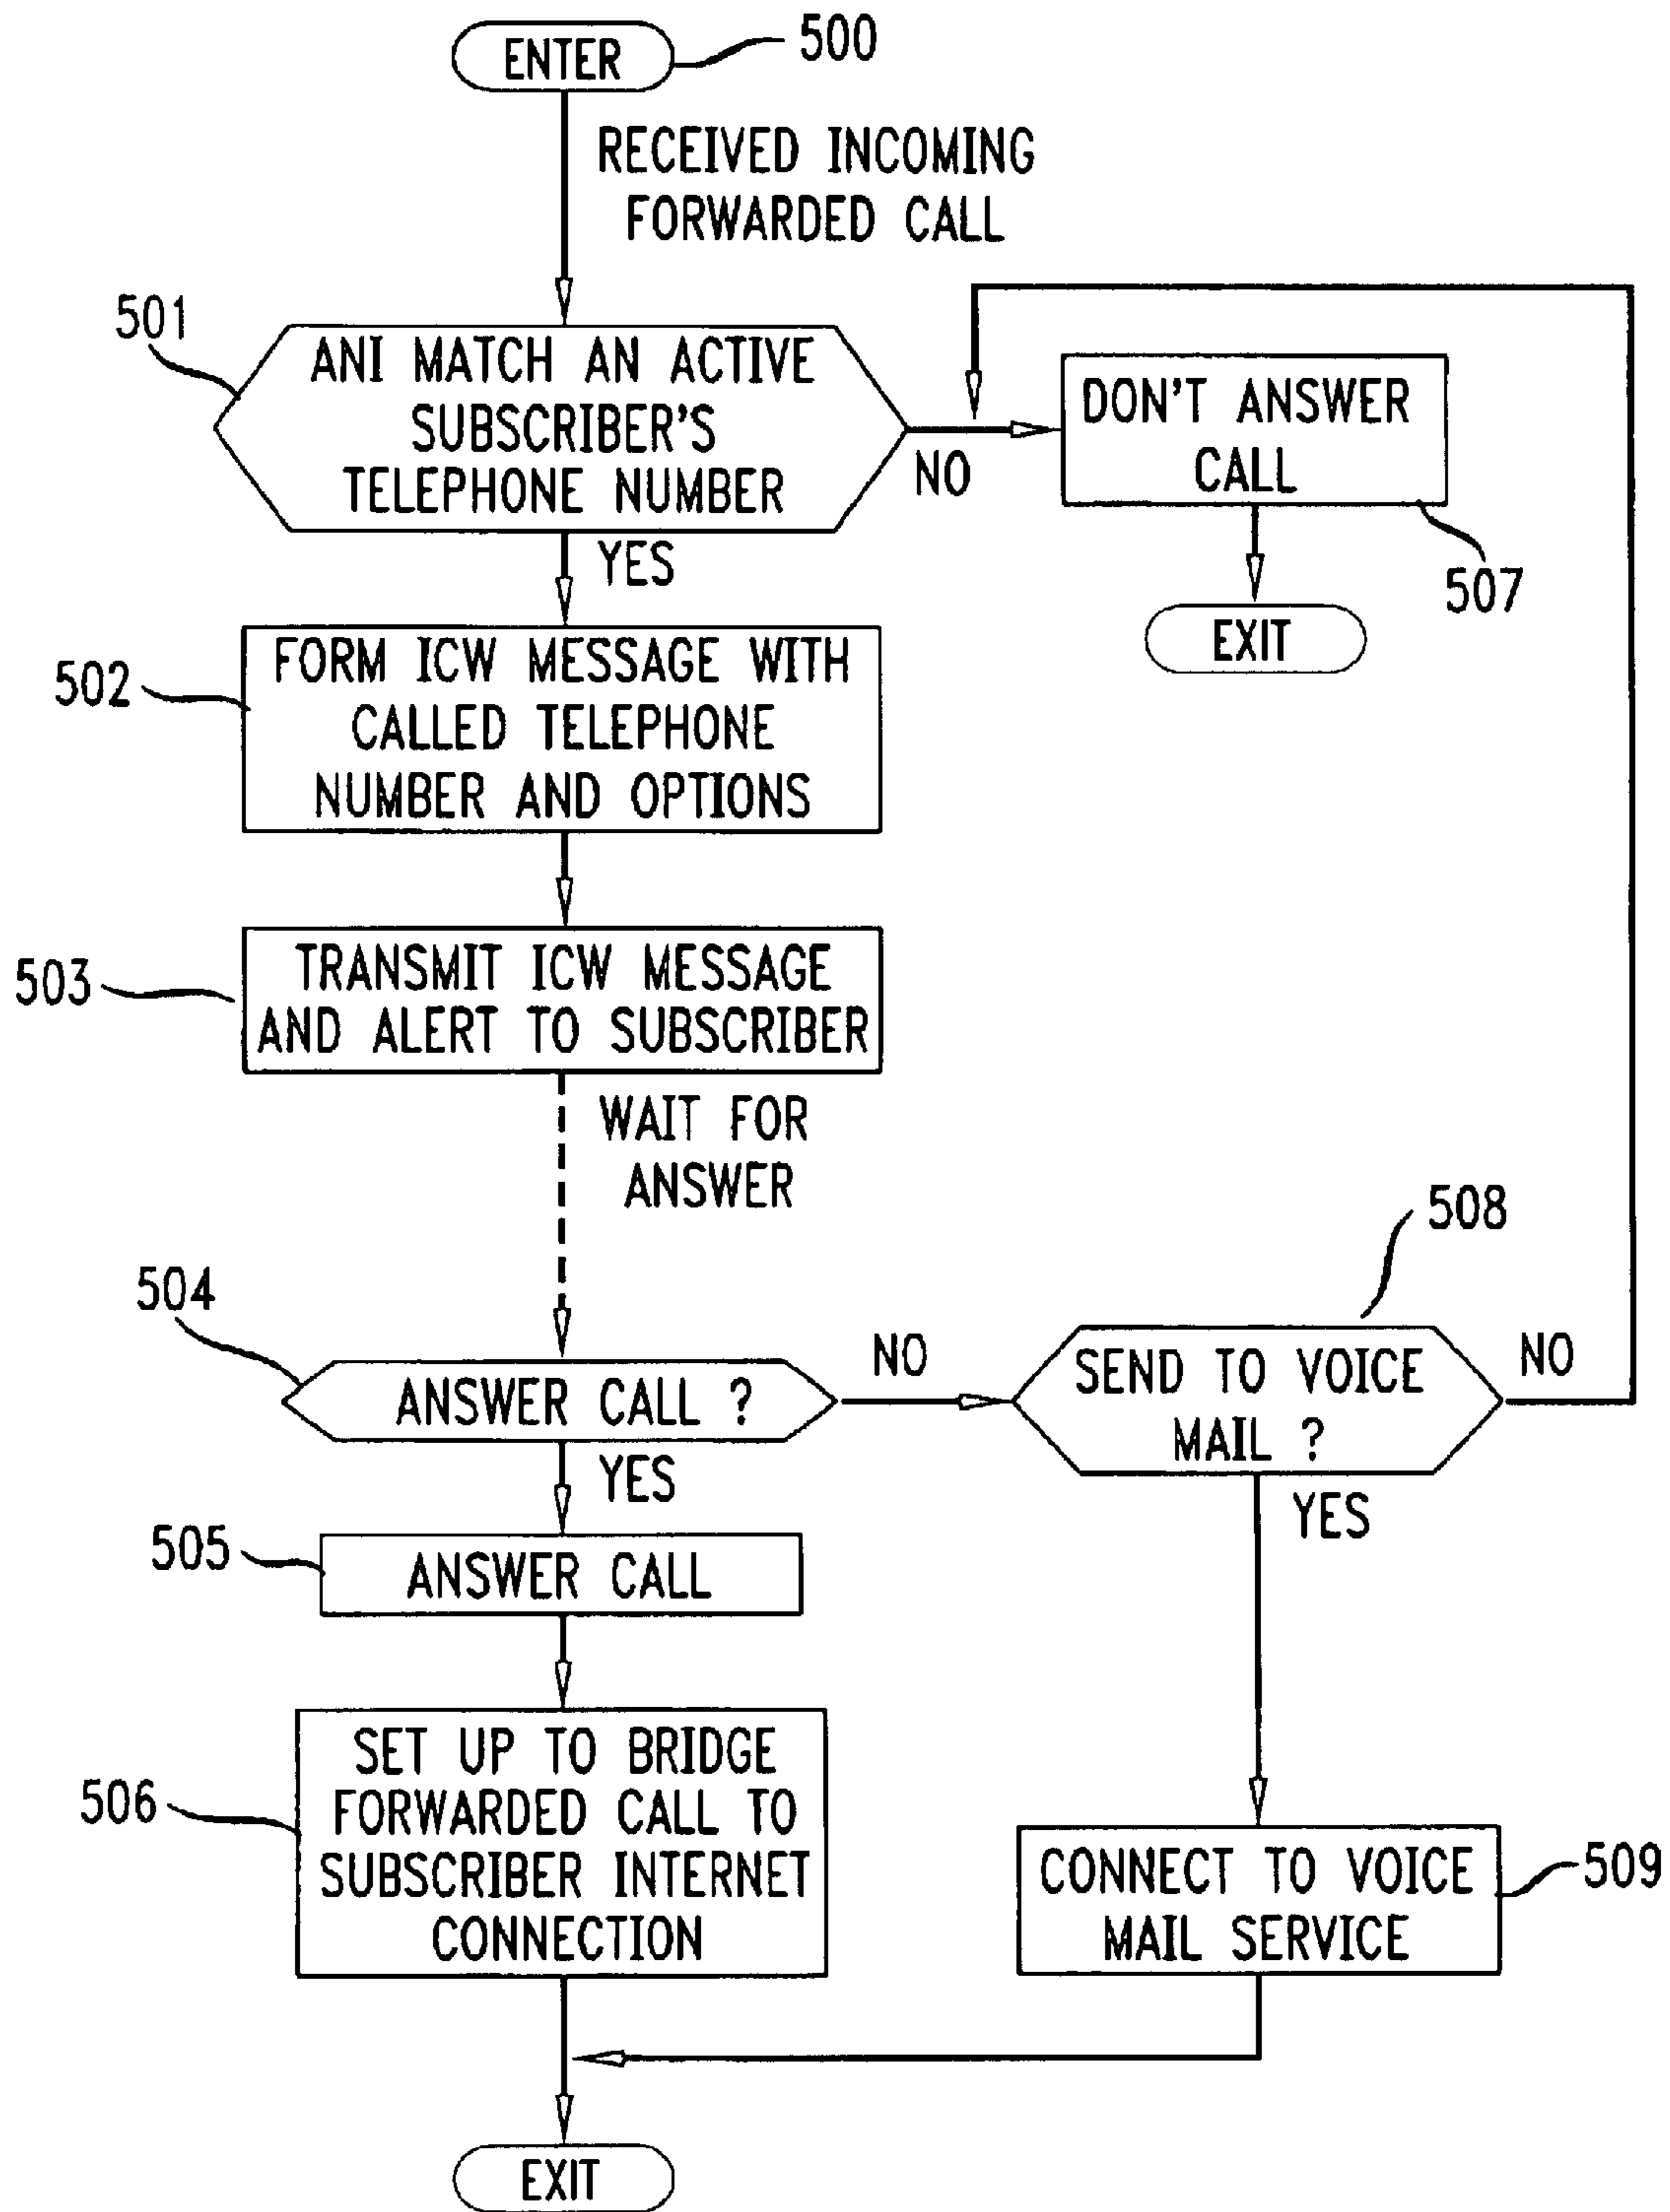 ENTER
500
RECEIVED INCOMING
FORWARDED CALL
501
ANI MATCH AN ACTIVE
SUBSCRIBER'S
TELEPHONE NUMBER
NO
DON'T ANSWER
CALL
507
EXIT
YES
502
FORM ICW MESSAGE WITH
CALLED TELEPHONE
NUMBER AND OPTIONS
503
TRANSMIT ICW MESSAGE
AND ALERT TO SUBSCRIBER
WAIT FOR
ANSWER
504
ANSWER CALL ?
NO
508
SEND TO VOICE
MAIL ?
NO
YES
YES
505
ANSWER CALL
506
SET UP TO BRIDGE
FORWARDED CALL TO
SUBSCRIBER INTERNET
CONNECTION
CONNECT TO VOICE
MAIL SERVICE
509
EXIT